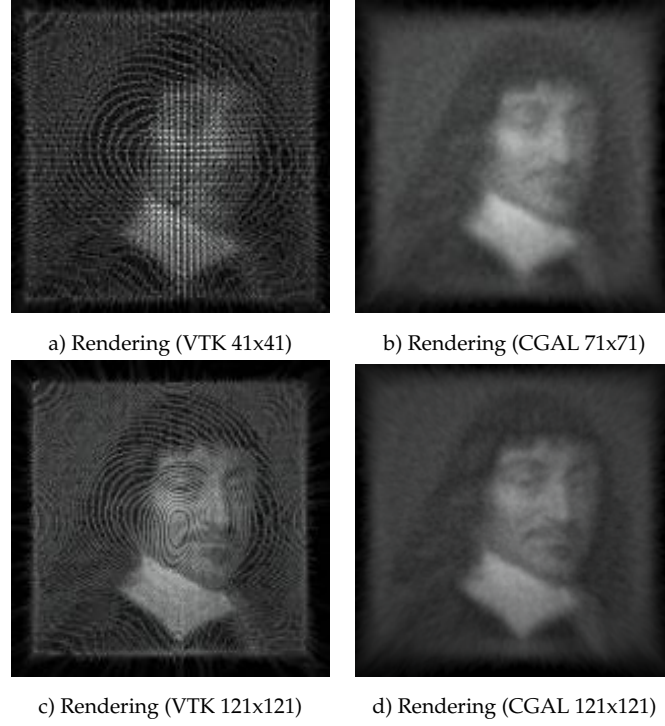 a) Rendering (VTK 41x41)
b) Rendering (CGAL 71x71)
c) Rendering (VTK 121x121)
d) Rendering (CGAL 121x121)